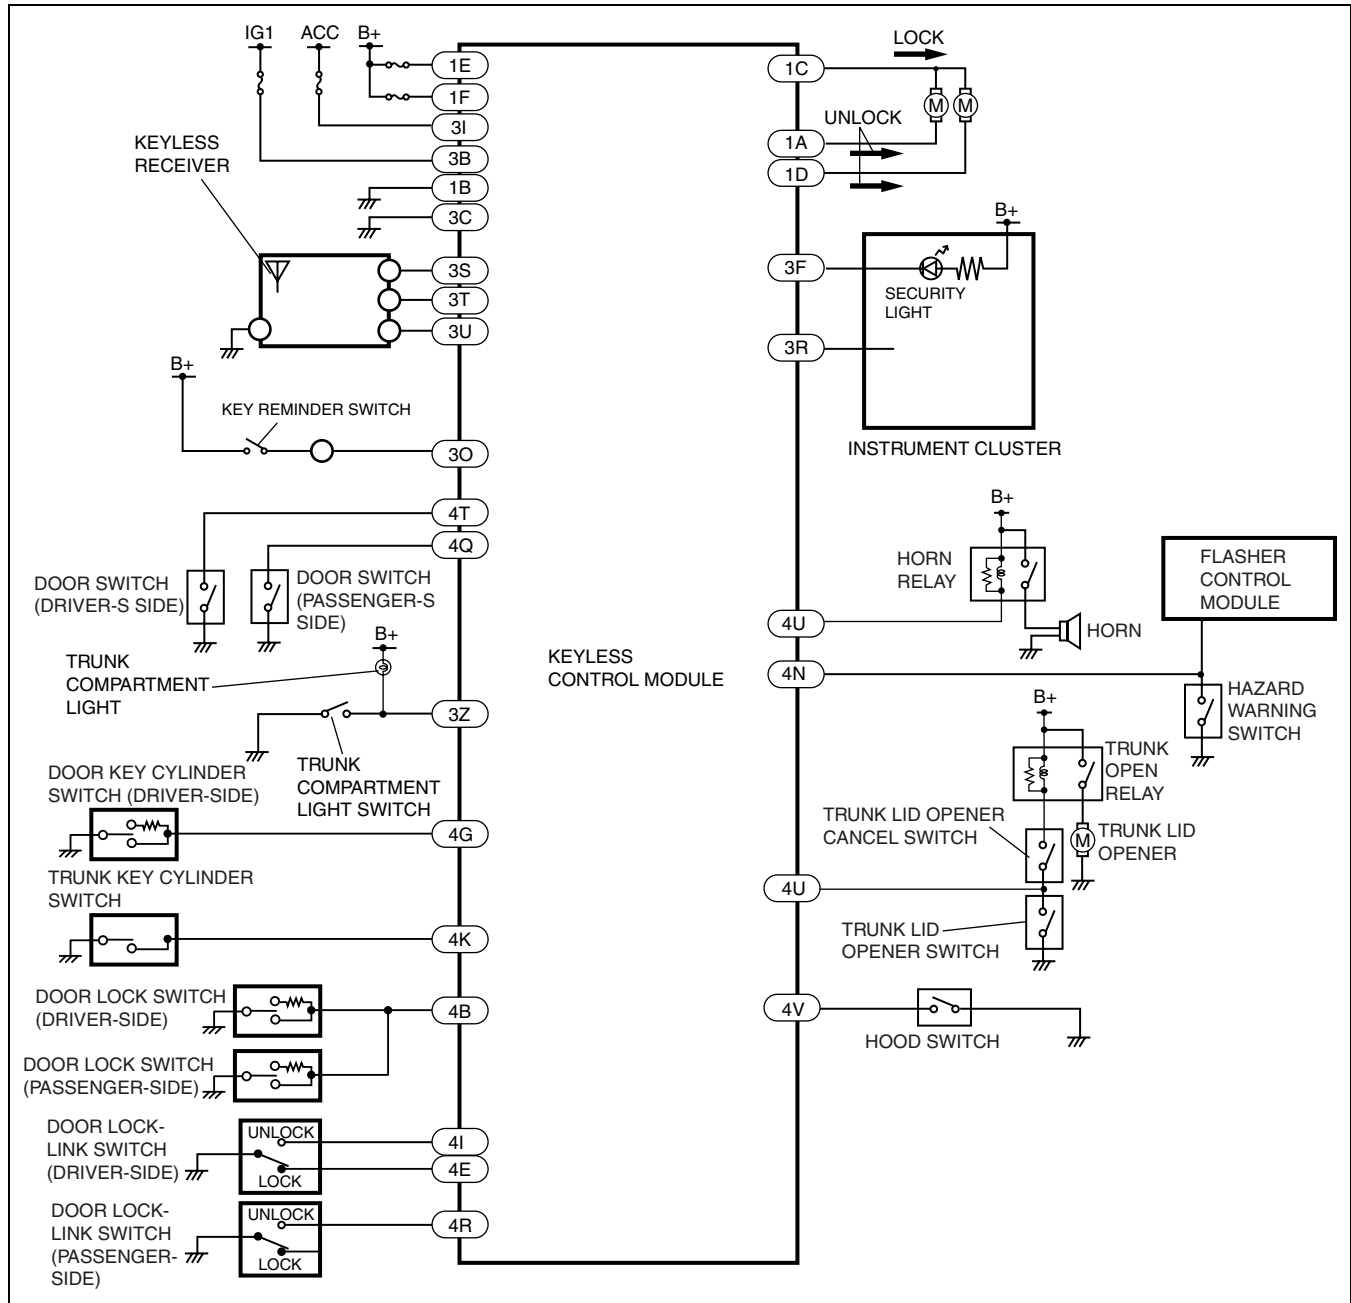 IG1 ACC B+
1E
1F
3I
3B
1B
3C
3S
3T
3U
KEYLESS
RECEIVER
B+
KEY REMINDER SWITCH
3O
4T
4Q
DOOR SWITCH
(DRIVER-S SIDE)
DOOR SWITCH
(PASSENGER-S
SIDE)
B+
TRUNK
COMPARTMENT
LIGHT
3Z
TRUNK
COMPARTMENT
LIGHT SWITCH
DOOR KEY CYLINDER
SWITCH (DRIVER-SIDE)
4G
TRUNK KEY CYLINDER
SWITCH
4K
DOOR LOCK SWITCH
(DRIVER-SIDE)
4B
DOOR LOCK SWITCH
(PASSENGER-SIDE)
DOOR LOCK-
LINK SWITCH
(DRIVER-SIDE)
UNLOCK
LOCK
4I
4E
DOOR LOCK-
LINK SWITCH
(PASSENGER-
SIDE)
UNLOCK
LOCK
4R
KEYLESS
CONTROL MODULE
LOCK
1C
M M
UNLOCK
1A
1D
B+
3F
SECURITY
LIGHT
3R
INSTRUMENT CLUSTER
B+
HORN
RELAY
4U
HORN
FLASHER
CONTROL
MODULE
4N
HAZARD
WARNING
SWITCH
B+
TRUNK
OPEN
RELAY
TRUNK LID OPENER
CANCEL SWITCH
M
TRUNK LID
OPENER
4U
TRUNK LID
OPENER SWITCH
4V
HOOD SWITCH